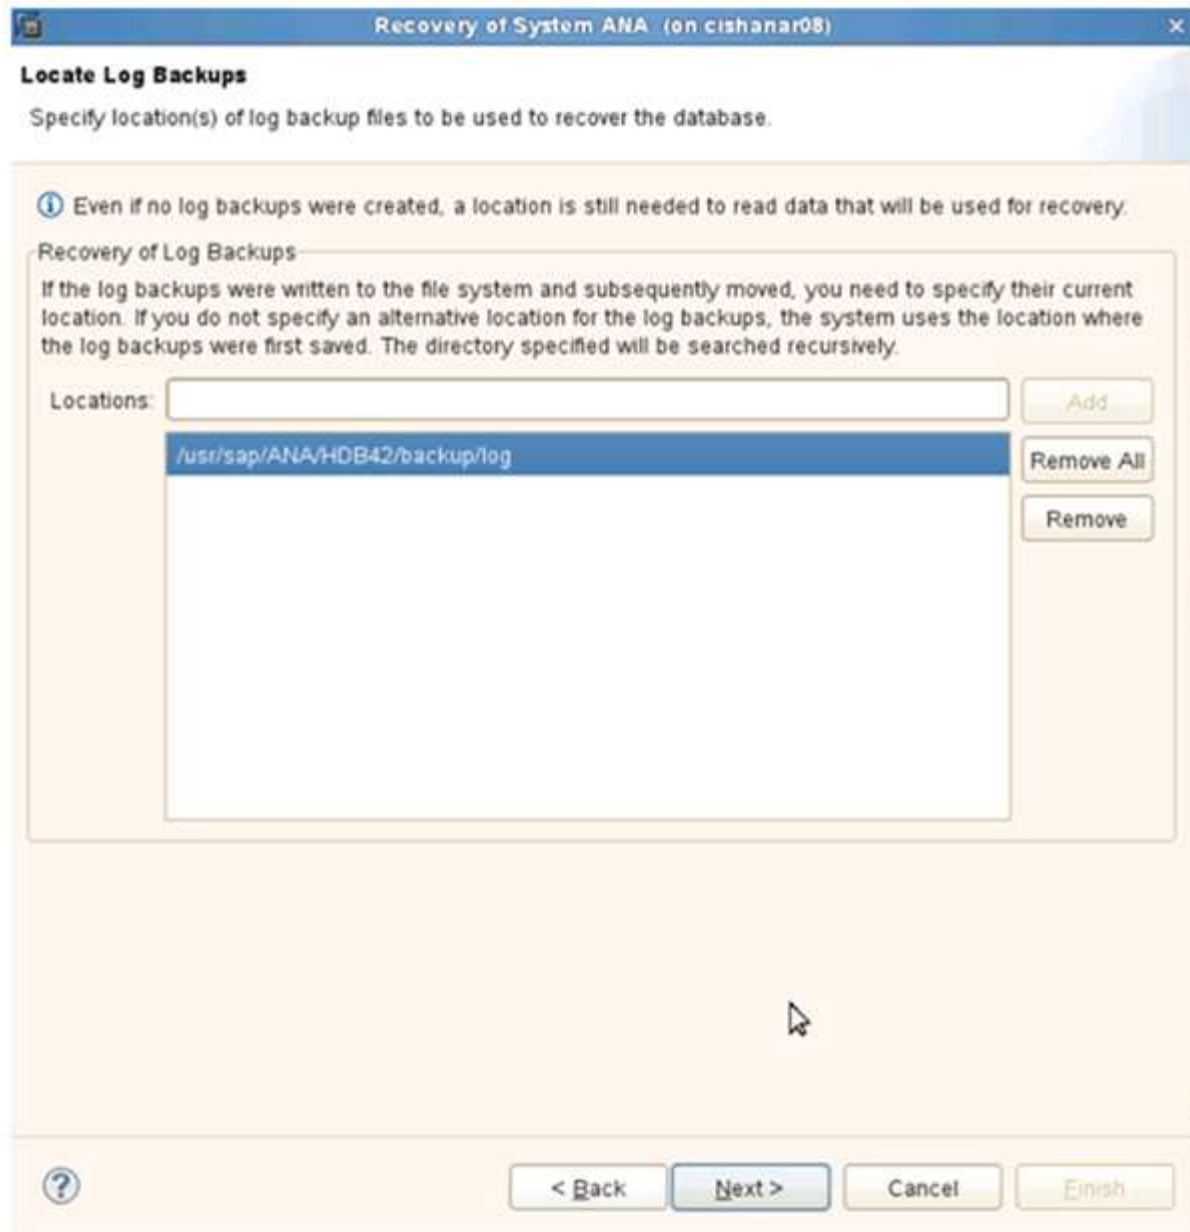 Recovery of System ANA (on cishanar08)
Locate Log Backups
Specify location(s) of log backup files to be used to recover the database.
Even if no log backups were created, a location is still needed to read data that will be used for recovery.
Recovery of Log Backups
If the log backups were written to the file system and subsequently moved, you need to specify their current
location. If you do not specify an alternative location for the log backups, the system uses the location where
the log backups were first saved. The directory specified will be searched recursively.
Locations:
Add
/usr/sap/ANA/HDB42/backup/log
Remove All
Remove
?
< Back
Next >
Cancel
Finish